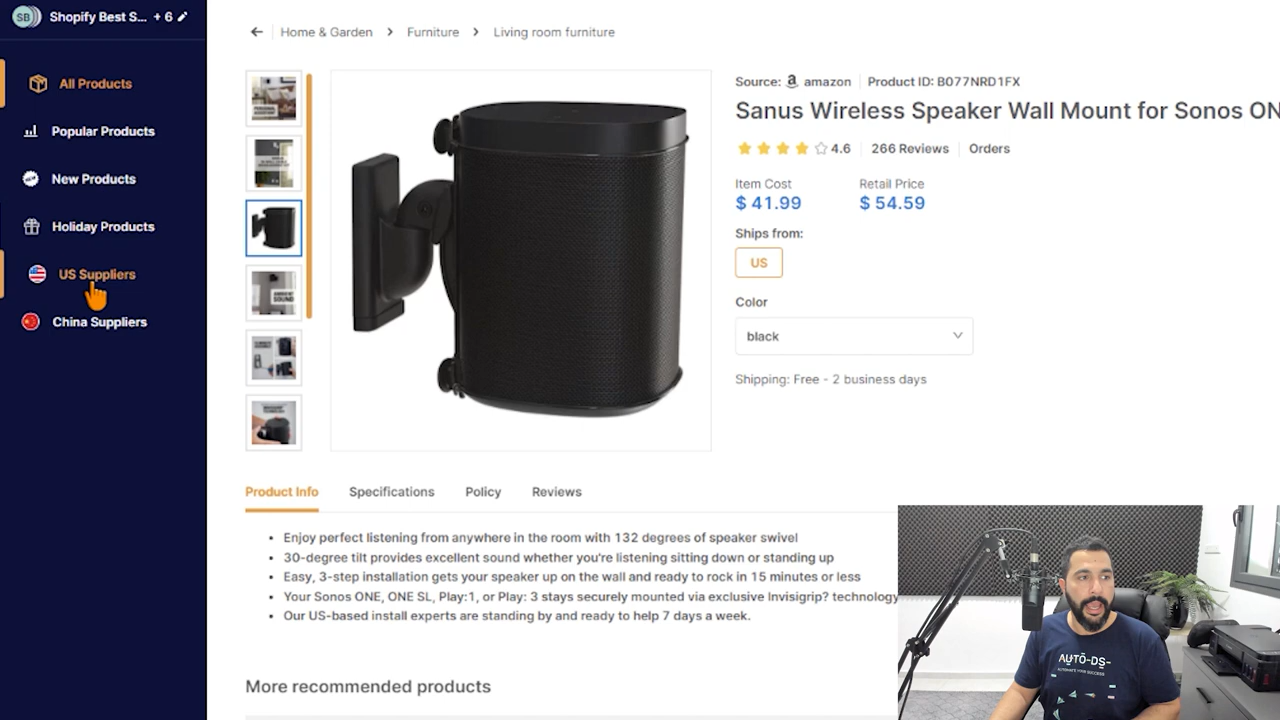 SB Shopify Best S... + 6
All Products
Popular Products
New Products
Holiday Products
US Suppliers
China Suppliers
Home & Garden > Furniture > Living room furniture
Source: amazon Product ID: B077NRD1FX
Sanus Wireless Speaker Wall Mount for Sonos ON
4.6 266 Reviews Orders
Item Cost Retail Price
$ 41.99 $ 54.59
Ships from:
US
Color
black
Shipping: Free - 2 business days
Product Info Specifications Policy Reviews
• Enjoy perfect listening from anywhere in the room with 132 degrees of speaker swivel
• 30-degree tilt provides excellent sound whether you're listening sitting down or standing up
• Easy, 3-step installation gets your speaker up on the wall and ready to rock in 15 minutes or less
• Your Sonos ONE, ONE SL, Play:1, or Play: 3 stays securely mounted via exclusive Invisigrip? technology
• Our US-based install experts are standing by and ready to help 7 days a week.
More recommended products
AUTO-DS-
AUTOMATE YOUR SUCCESS